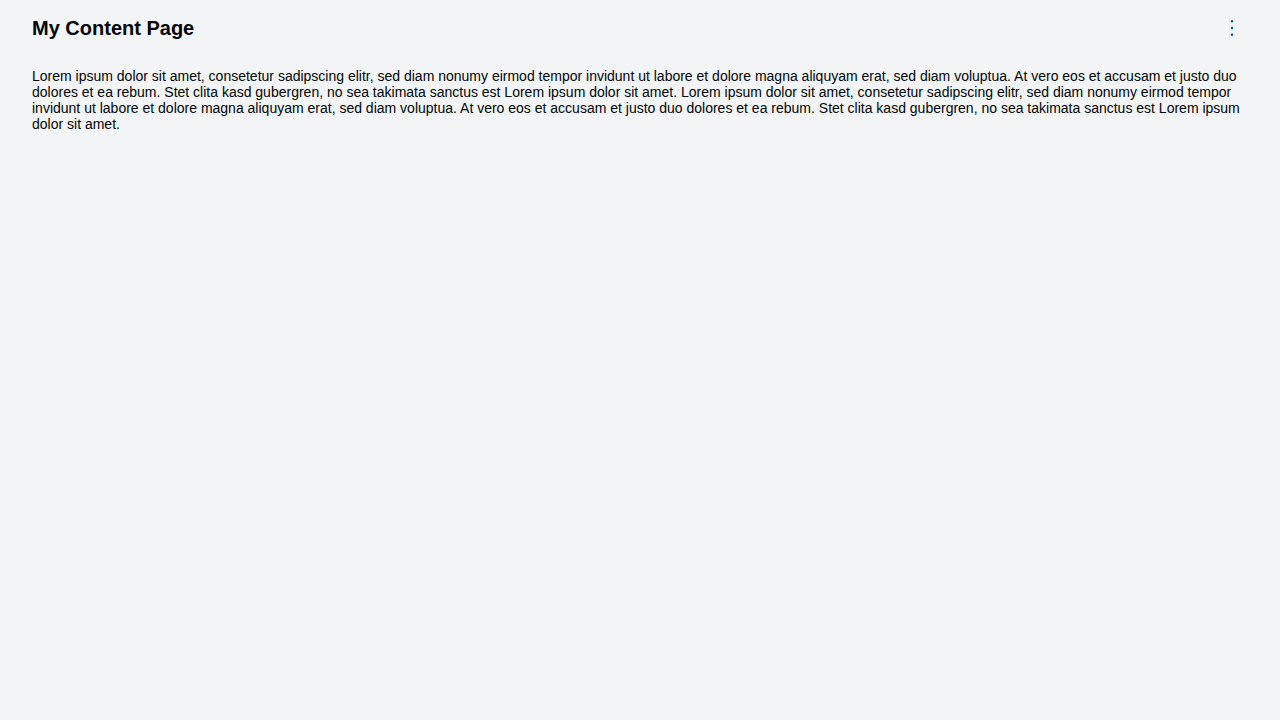 My Content Page
Lorem ipsum dolor sit amet, consetetur sadipscing elitr, sed diam nonumy eirmod tempor invidunt ut labore et dolore magna aliquyam erat, sed diam voluptua. At vero eos et accusam et justo duo
dolores et ea rebum. Stet clita kasd gubergren, no sea takimata sanctus est Lorem ipsum dolor sit amet. Lorem ipsum dolor sit amet, consetetur sadipscing elitr, sed diam nonumy eirmod tempor
invidunt ut labore et dolore magna aliquyam erat, sed diam voluptua. At vero eos et accusam et justo duo dolores et ea rebum. Stet clita kasd gubergren, no sea takimata sanctus est Lorem ipsum
dolor sit amet.